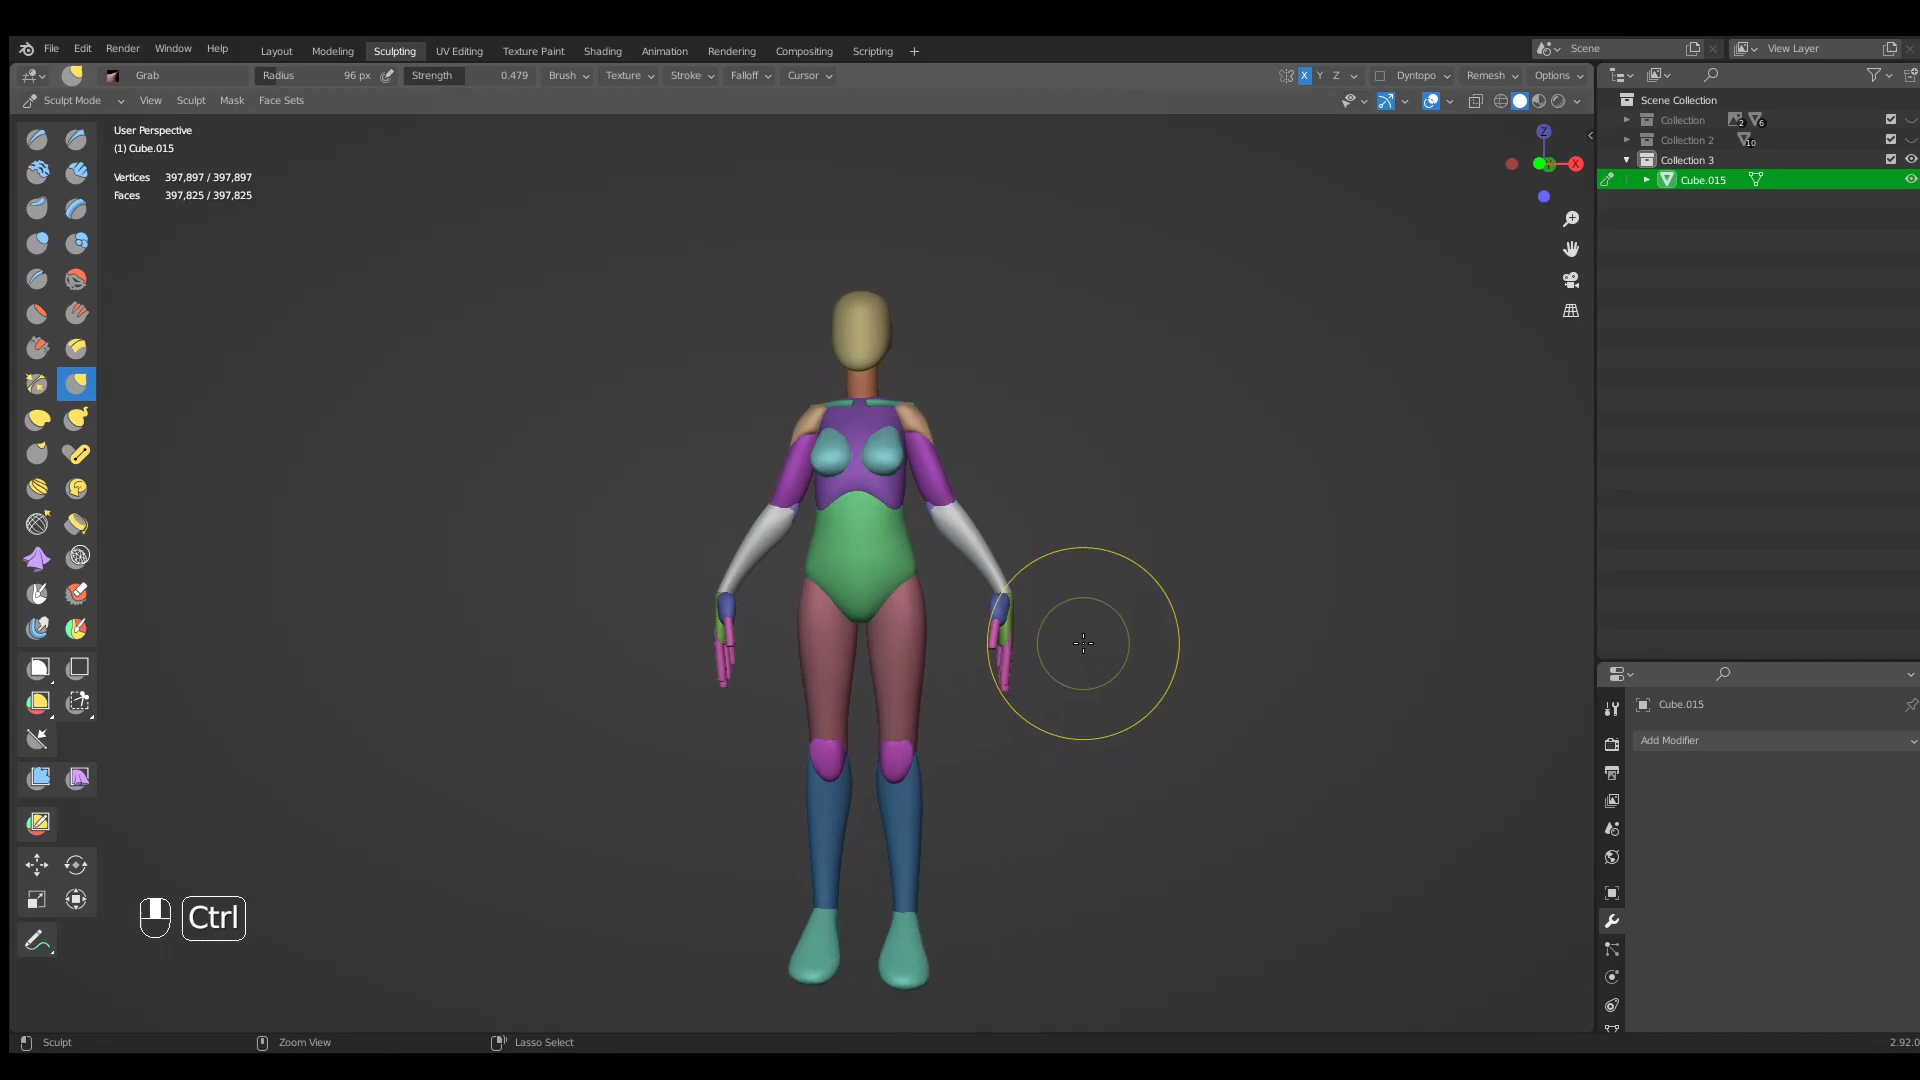 File Edit Render Window Help Layout Modeling Sculpting UV Editing Texture Paint Shading Animation Rendering Compositing Scripting + Scene View Layer
Grab Radius 96 px Strength 0.479 Brush Texture Stroke Falloff Cursor X Y Z Dyntopo Remesh Options
Sculpt Mode View Sculpt Mask Face Sets
Scene Collection
Collection 2 6
Collection 2 10
Collection 3
Cube.015
User Perspective
(1) Cube.015
Vertices 397,897 / 397,897
Faces 397,825 / 397,825
Z
X
Cube.015
Add Modifier
Ctrl
Sculpt Zoom View Lasso Select 2.92.0